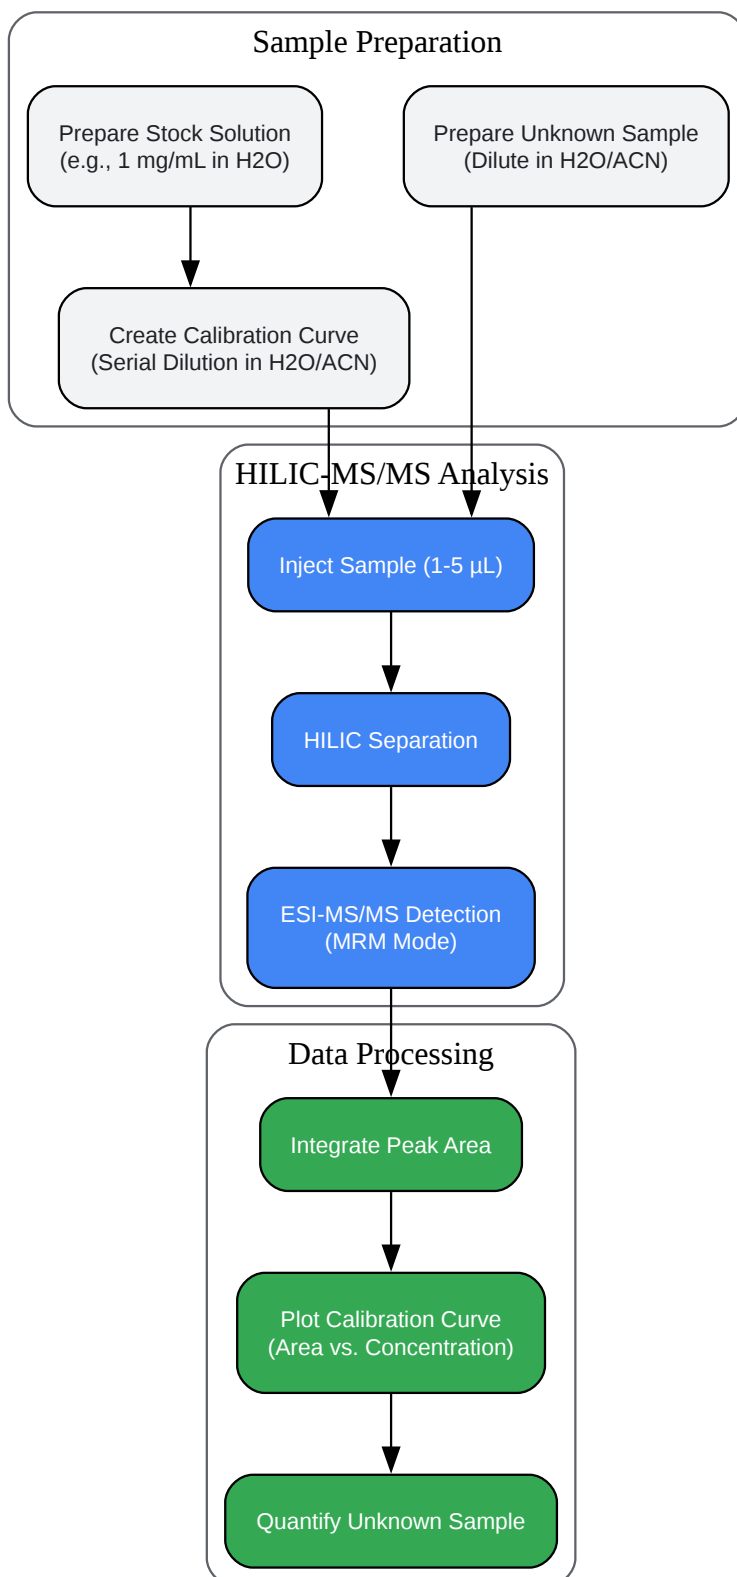 Sample Preparation
Prepare Stock Solution
(e.g., 1 mg/mL in H2O)
Prepare Unknown Sample
(Dilute in H2O/ACN)
Create Calibration Curve
(Serial Dilution in H2O/ACN)
HILIC-MS/MS Analysis
Inject Sample (1-5 µL)
HILIC Separation
ESI-MS/MS Detection
(MRM Mode)
Data Processing
Integrate Peak Area
Plot Calibration Curve
(Area vs. Concentration)
Quantify Unknown Sample